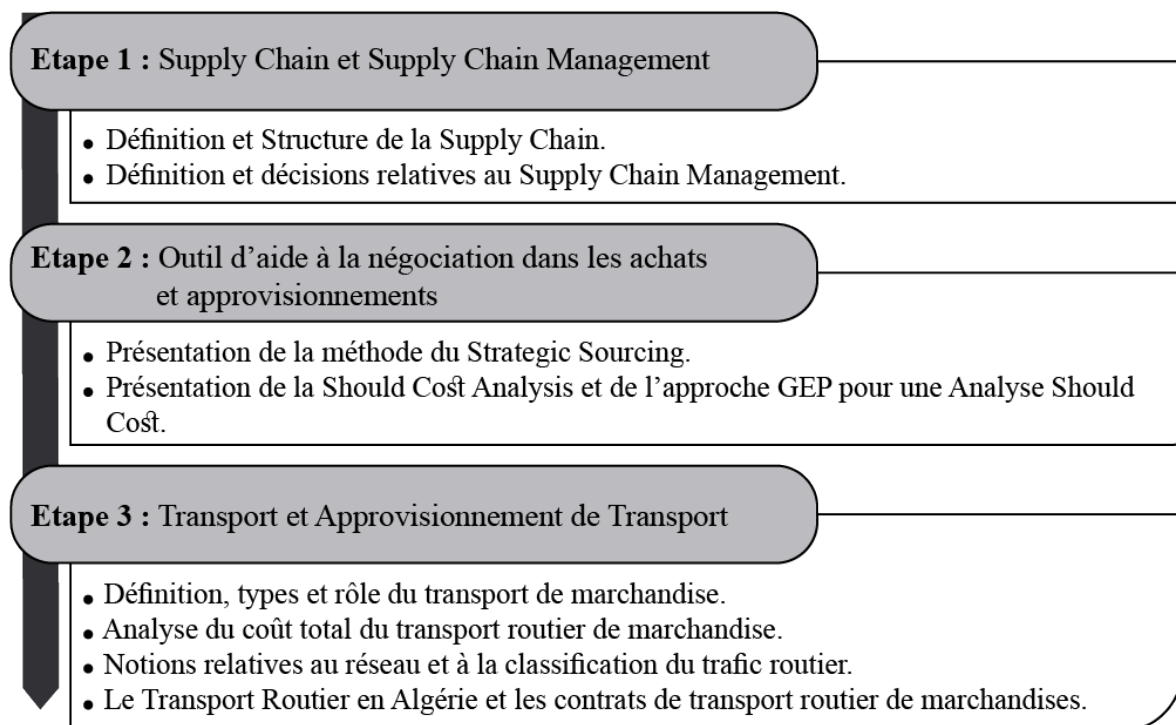 Etape 1 : Supply Chain et Supply Chain Management
• Définition et Structure de la Supply Chain.
• Définition et décisions relatives au Supply Chain Management.
Etape 2 : Outil d’aide à la négociation dans les achats
et approvisionnements
• Présentation de la méthode du Strategic Sourcing.
• Présentation de la Should Cost Analysis et de l’approche GEP pour une Analyse Should
Cost.
Etape 3 : Transport et Approvisionnement de Transport
• Définition, types et rôle du transport de marchandise.
• Analyse du coût total du transport routier de marchandise.
• Notions relatives au réseau et à la classification du trafic routier.
• Le Transport Routier en Algérie et les contrats de transport routier de marchandises.